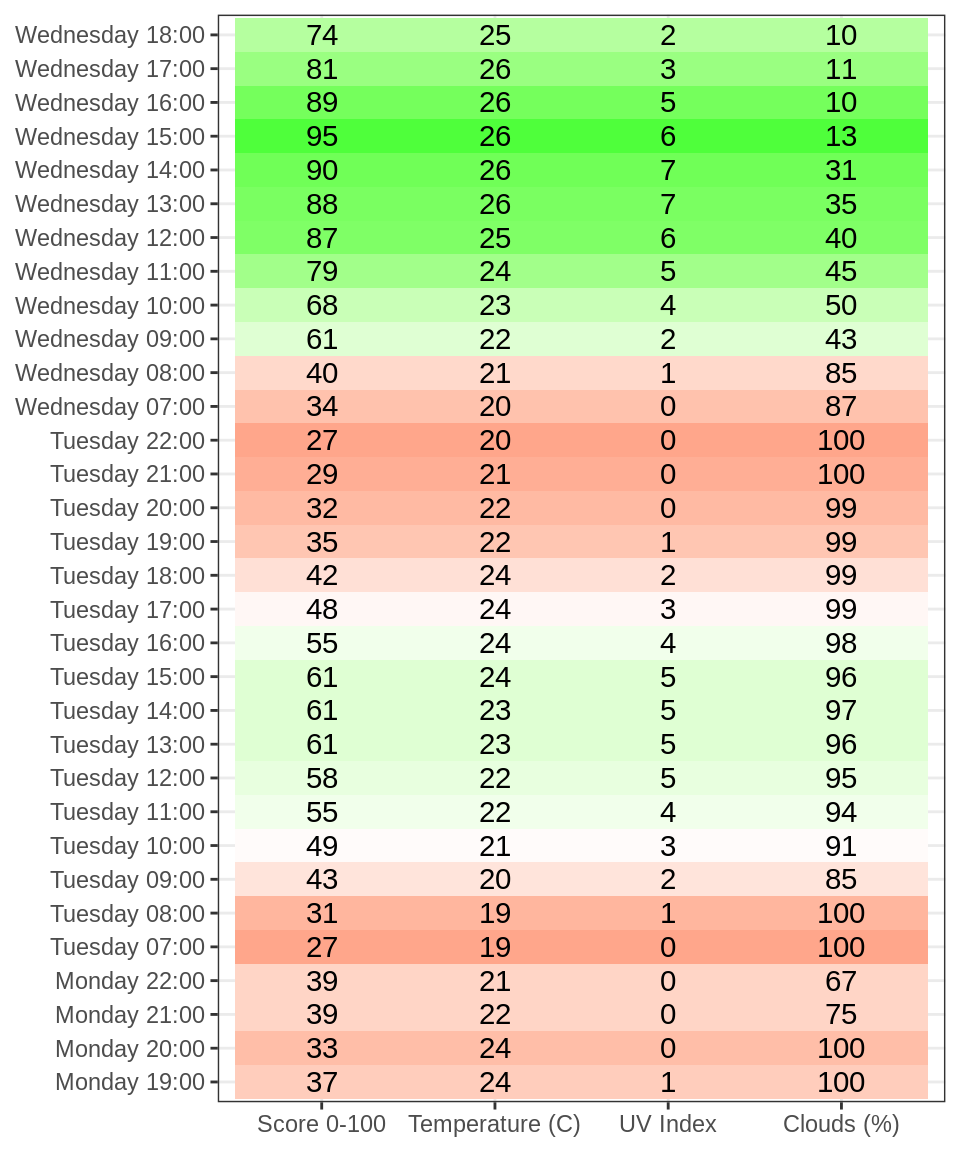 Wednesday 18:00 74 25 2 10
Wednesday 17:00 81 26 3 11
Wednesday 16:00 89 26 5 10
Wednesday 15:00 95 26 6 13
Wednesday 14:00 90 26 7 31
Wednesday 13:00 88 26 7 35
Wednesday 12:00 87 25 6 40
Wednesday 11:00 79 24 5 45
Wednesday 10:00 68 23 4 50
Wednesday 09:00 61 22 2 43
Wednesday 08:00 40 21 1 85
Wednesday 07:00 34 20 0 87
Tuesday 22:00 27 20 0 100
Tuesday 21:00 29 21 0 100
Tuesday 20:00 32 22 0 99
Tuesday 19:00 35 22 1 99
Tuesday 18:00 42 24 2 99
Tuesday 17:00 48 24 3 99
Tuesday 16:00 55 24 4 98
Tuesday 15:00 61 24 5 96
Tuesday 14:00 61 23 5 97
Tuesday 13:00 61 23 5 96
Tuesday 12:00 58 22 5 95
Tuesday 11:00 55 22 4 94
Tuesday 10:00 49 21 3 91
Tuesday 09:00 43 20 2 85
Tuesday 08:00 31 19 1 100
Tuesday 07:00 27 19 0 100
Monday 22:00 39 21 0 67
Monday 21:00 39 22 0 75
Monday 20:00 33 24 0 100
Monday 19:00 37 24 1 100
Score 0-100 Temperature (C) UV Index Clouds (%)